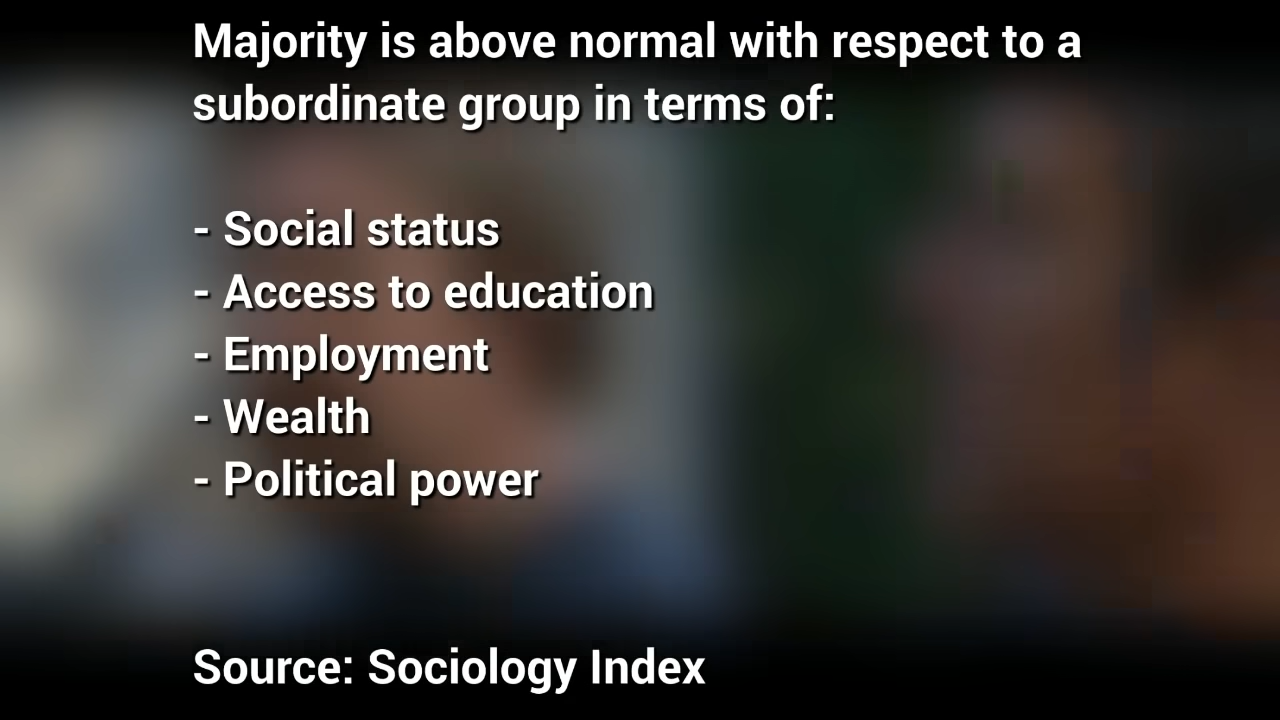 Majority is above normal with respect to a
subordinate group in terms of:
- Social status
- Access to education
- Employment
- Wealth
- Political power
Source: Sociology Index